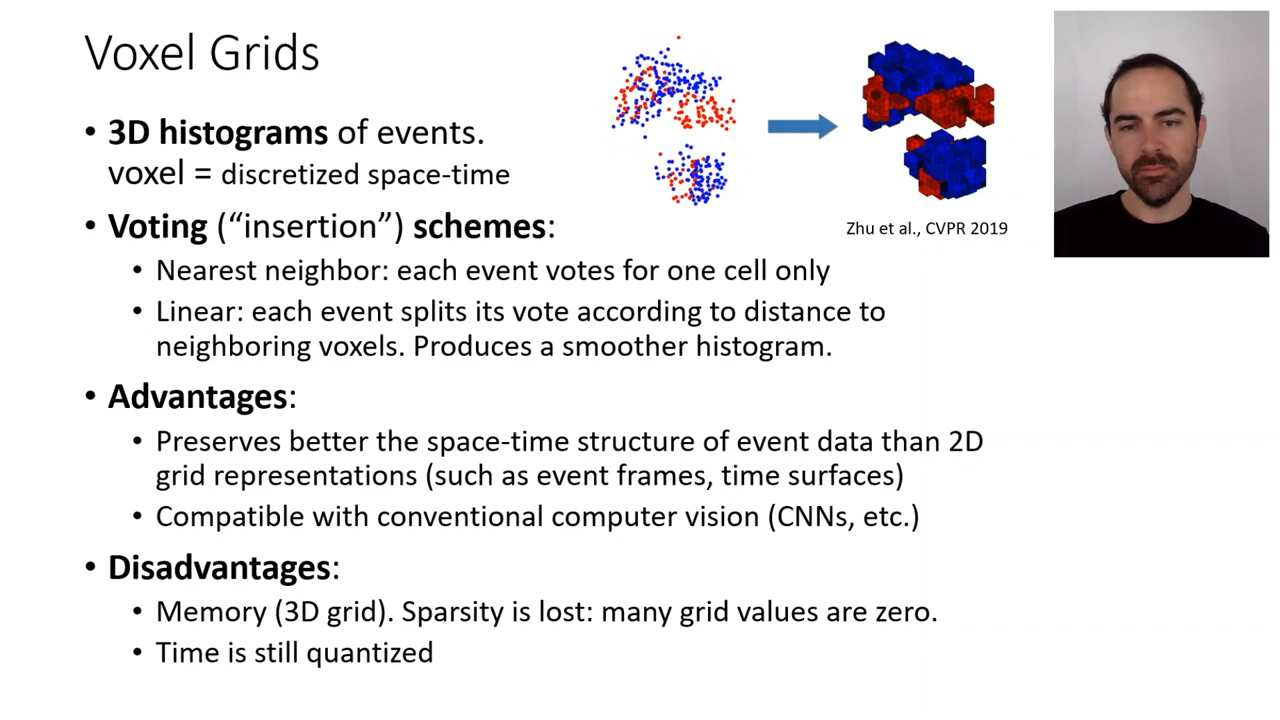 Voxel Grids
• 3D histograms of events.
voxel = discretized space-time
Zhu et al., CVPR 2019
• Voting (“insertion”) schemes:
• Nearest neighbor: each event votes for one cell only
• Linear: each event splits its vote according to distance to
neighboring voxels. Produces a smoother histogram.
• Advantages:
• Preserves better the space-time structure of event data than 2D
grid representations (such as event frames, time surfaces)
• Compatible with conventional computer vision (CNNs, etc.)
• Disadvantages:
• Memory (3D grid). Sparsity is lost: many grid values are zero.
• Time is still quantized